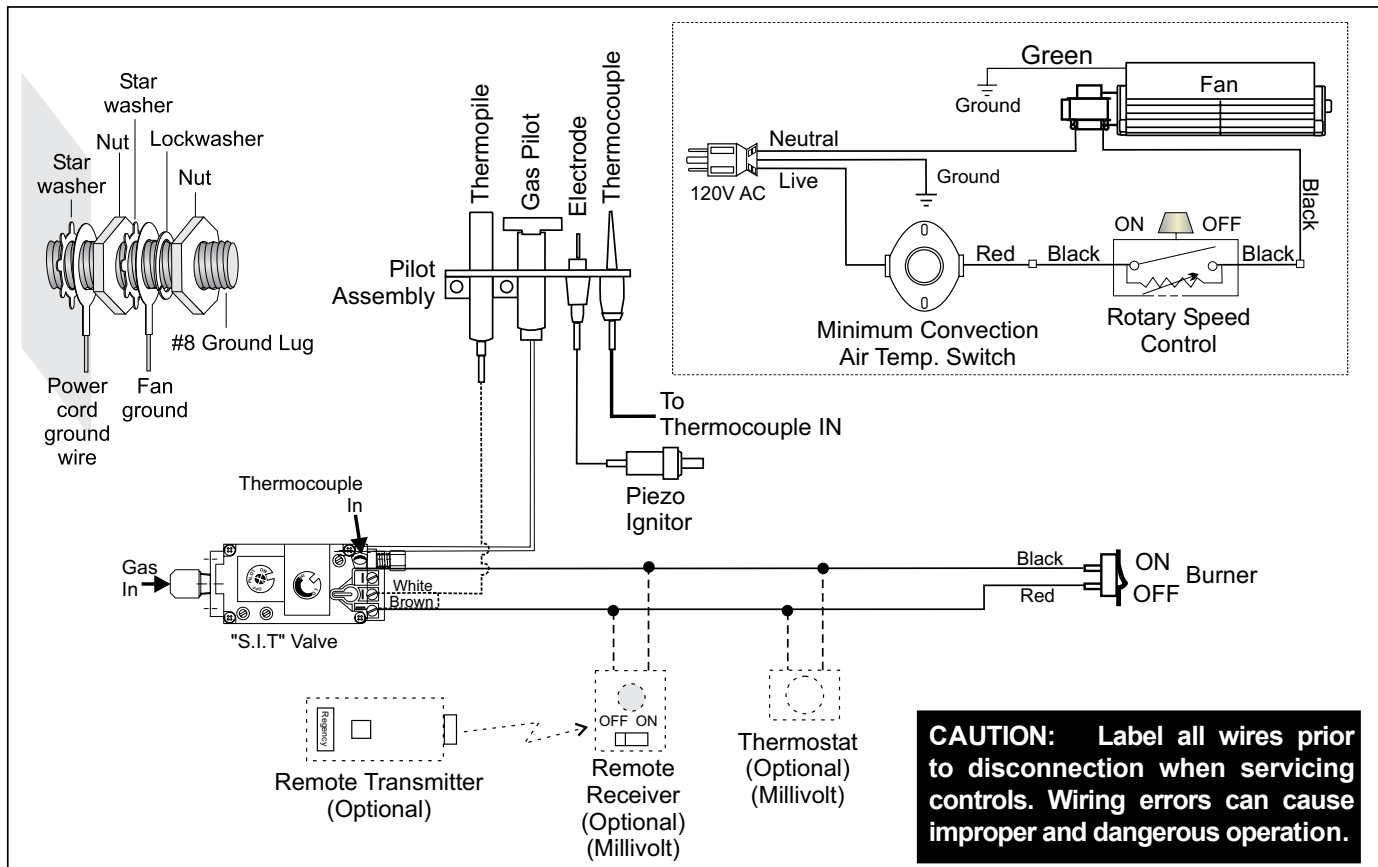 Star
washer
Nut
Lockwasher
Star
washer
Nut
#8 Ground Lug
Power
cord
ground
wire
Fan
ground
Thermopile
Gas Pilot
Electrode
Thermocouple
Pilot
Assembly
To
Thermocouple IN
Piezo
Ignitor
Green
Ground
Fan
Neutral
Live
120V AC
Ground
Black
ON OFF
Red
Black
Black
Minimum Convection
Air Temp. Switch
Rotary Speed
Control
Thermocouple
In
Gas
In
White
Brown
"S.I.T" Valve
Black
Red
ON
OFF
Burner
Regency
Remote Transmitter
(Optional)
OFF ON
Remote
Receiver
(Optional)
(Millivolt)
Thermostat
(Optional)
(Millivolt)
CAUTION: Label all wires prior
to disconnection when servicing
controls. Wiring errors can cause
improper and dangerous operation.